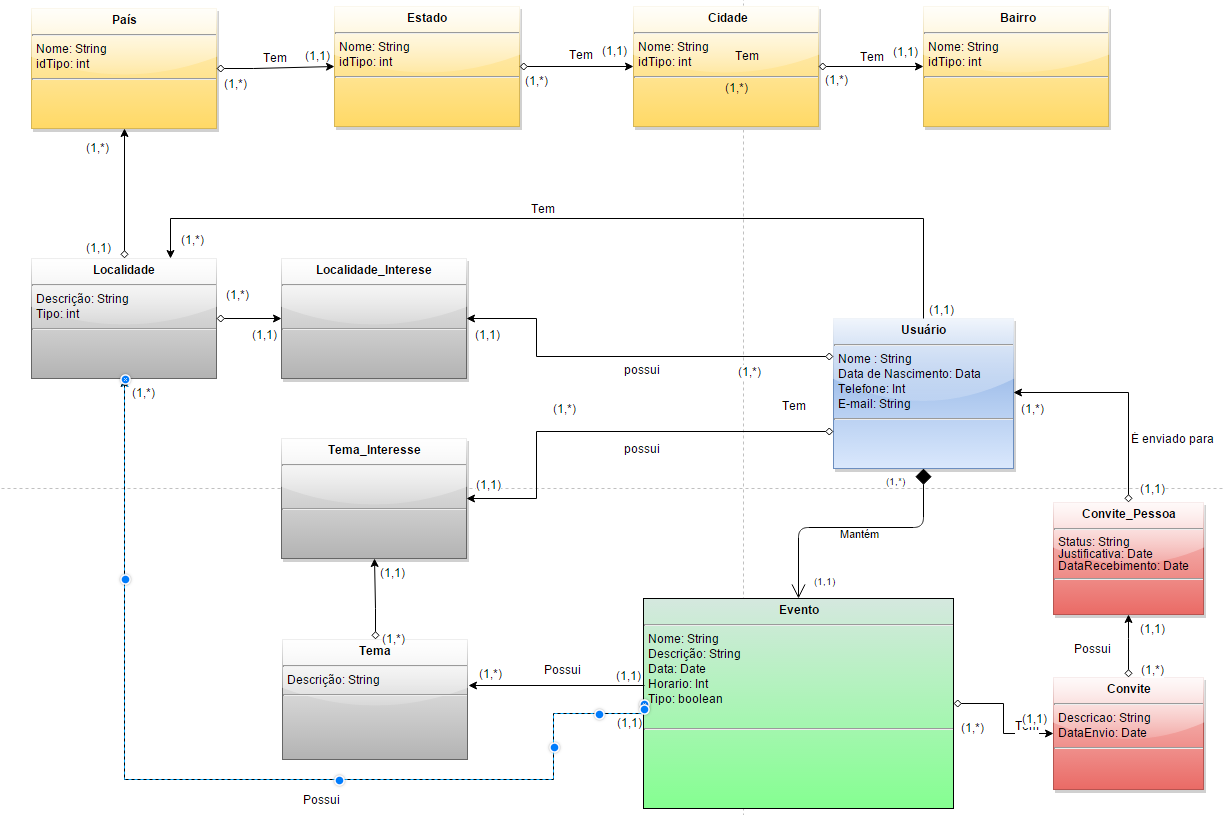 País
Nome: String
idTipo: int
Tem
(1,1)
(1,*)
Estado
Nome: String
idTipo: int
Tem
(1,1)
(1,*)
Cidade
Nome: String
idTipo: int
Tem
(1,*)
Tem
(1,1)
(1,*)
Bairro
Nome: String
idTipo: int
(1,*)
(1,1)
Tem
(1,*)
Localidade
Descrição: String
Tipo: int
(1,*)
(1,1)
(1,*)
Localidade_Interese
(1,1)
possui
(1,*)
(1,1)
Usuário
Nome : String
Data de Nascimento: Data
Telefone: Int
E-mail: String
Tem
(1,*)
possui
(1,*)
É enviado para
(1,1)
Tema_Interesse
(1,1)
(1,1)
(1,*)
(1,*)
Mantém
(1,1)
Convite_Pessoa
Status: String
Justificativa: Date
DataRecebimento: Date
(1,1)
Possui
(1,*)
Tema
Descrição: String
(1,*)
Possui
(1,1)
(1,1)
Evento
Nome: String
Descrição: String
Data: Date
Horario: Int
Tipo: boolean
(1,*)
Tem
(1,1)
Convite
Descricao: String
DataEnvio: Date
Possui